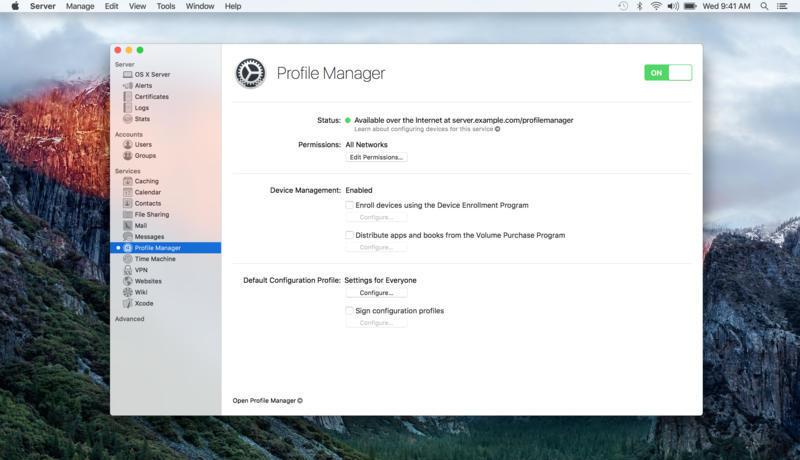 Server Manage Edit View Tools Window Help Wed 9:41 AM
Server
OS X Server
Alerts
Certificates
Logs
Stats
Accounts
Users
Groups
Services
Caching
Calendar
Contacts
File Sharing
Mail
Messages
Profile Manager
Time Machine
VPN
Websites
Wiki
Xcode
Advanced
Profile Manager
ON
Status: Available over the Internet at server.example.com/profilemanager
Learn about configuring devices for this service
Permissions: All Networks
Edit Permissions...
Device Management: Enabled
Enroll devices using the Device Enrollment Program
Configure...
Distribute apps and books from the Volume Purchase Program
Configure...
Default Configuration Profile: Settings for Everyone
Configure...
Sign configuration profiles
Configure...
Open Profile Manager